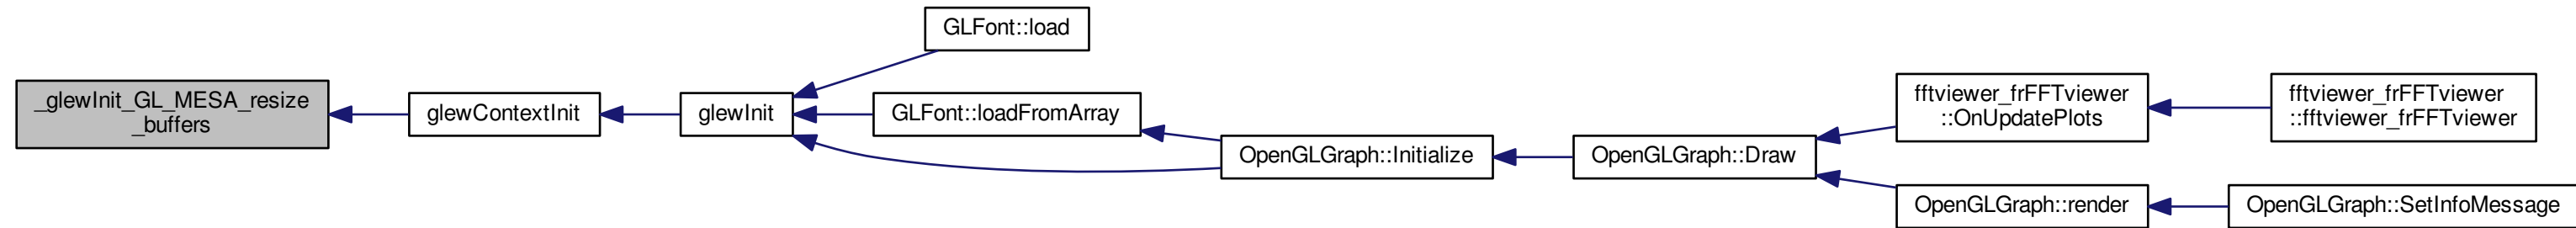 _glewInit_GL_MESA_resize
_buffers
glewContextInit
glewInit
GLFont::load
GLFont::loadFromArray
OpenGLGraph::Initialize
OpenGLGraph::Draw
fftviewer_frFFTviewer
::OnUpdatePlots
fftviewer_frFFTviewer
::fftviewer_frFFTviewer
OpenGLGraph::render
OpenGLGraph::SetInfoMessage